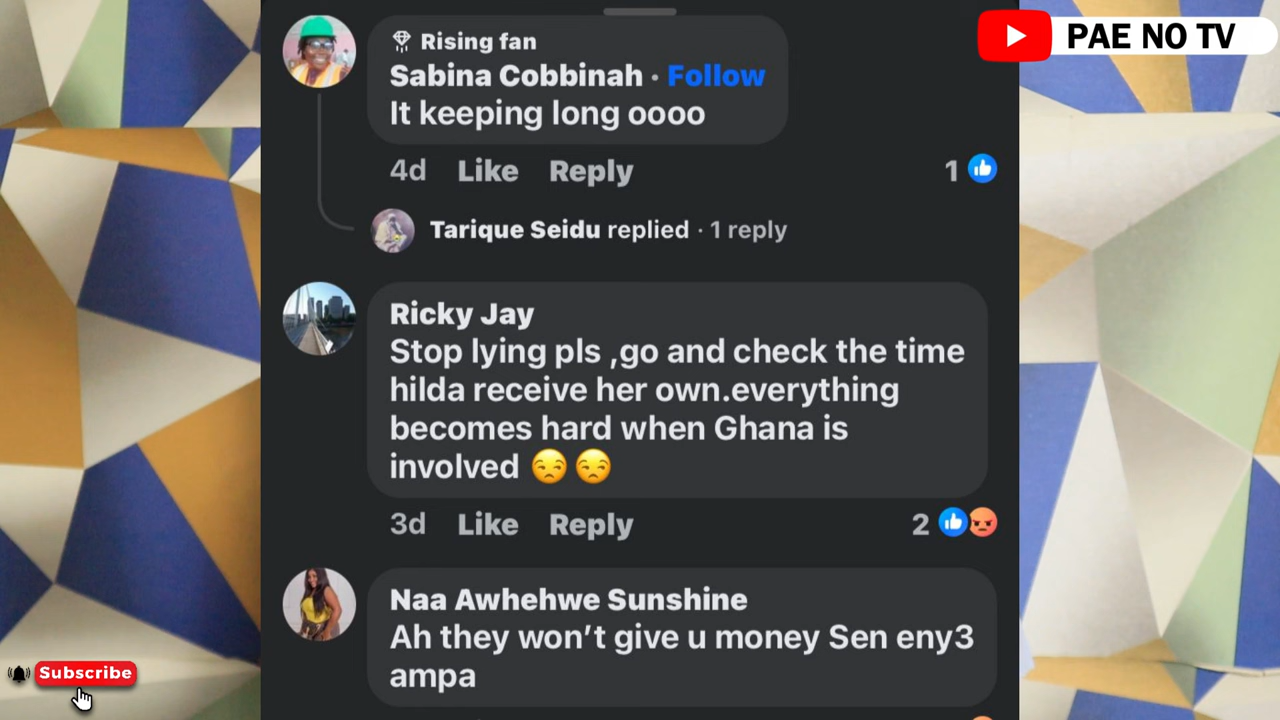 PAE NO TV
Rising fan
Sabina Cobbinah · Follow
It keeping long oooo
4d Like Reply 1
Tarique Seidu replied · 1 reply
Ricky Jay
Stop lying pls ,go and check the time
hilda receive her own.everything
becomes hard when Ghana is
involved 😒 😒
3d Like Reply 2
Naa Awhehwe Sunshine
Ah they won’t give u money Sen eny3
ampa
Subscribe